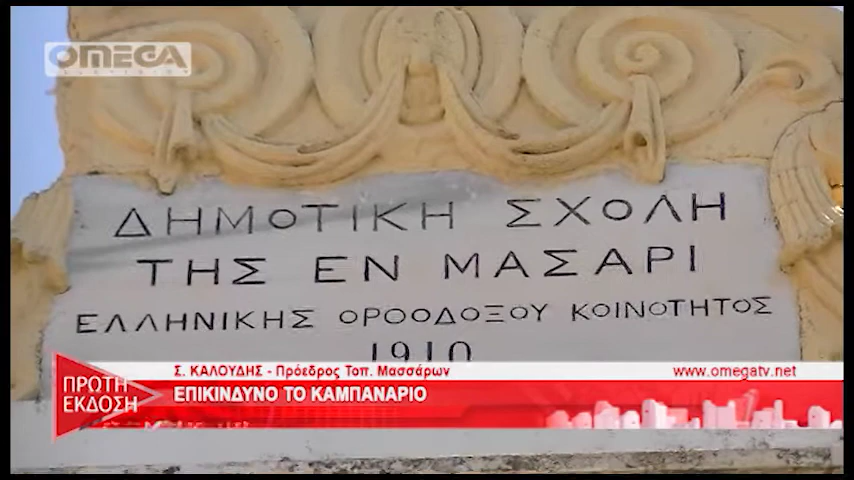 OMEGA
ΔΗΜΟΤΙΚΗ ΣΧΟΛΗ
ΤΗΣ ΕΝ ΜΑΣΑΡΙ
ΕΛΛΗΝΙΚΗΣ ΟΡΟΟΔΟΞΟΥ ΚΟΙΝΟΤΗΤΟΣ
1910
Σ. ΚΑΛΟΥΔΗΣ - Πρόεδρος Τοπ. Μασσάρων
www.omegatv.net
ΠΡΩΤΗ
ΕΚΔΟΣΗ
ΕΠΙΚΙΝΔΥΝΟ ΤΟ ΚΑΜΠΑΝΑΡΙΟ